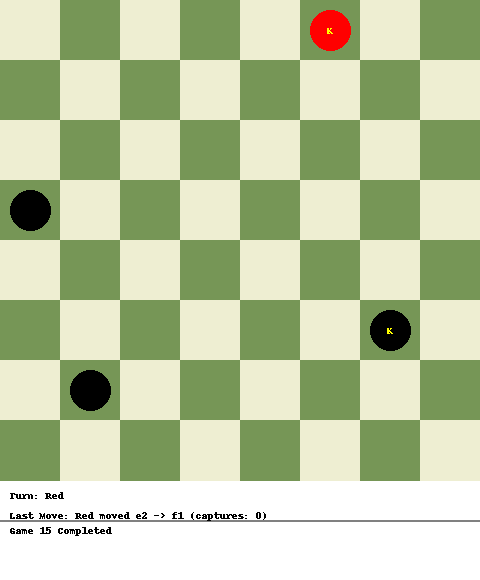 K
K
Turn: Red
Last Move: Red moved e2 -> f1 (captures: 0)
Game 15 Completed